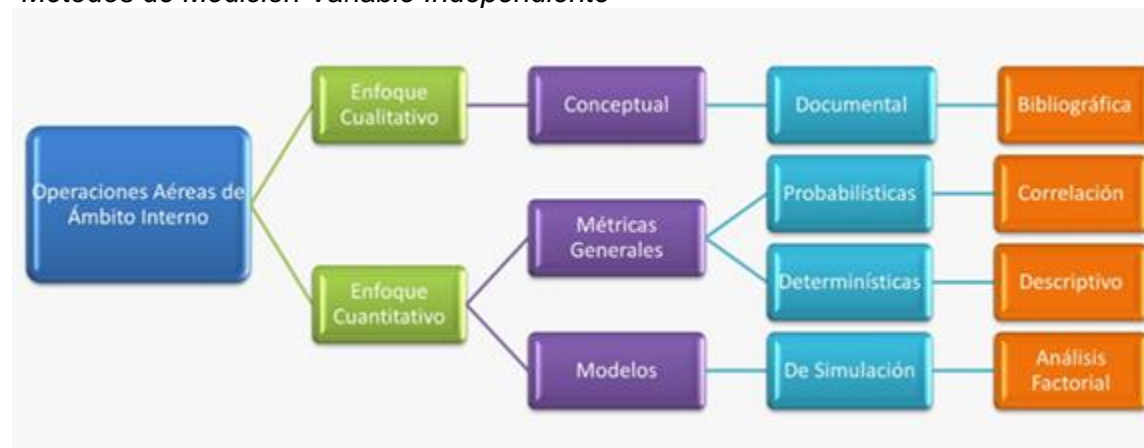 Métodos de Medición Variable Independiente
Enfoque
Cualitativo
Conceptual
Documental
Bibliográfica
Operaciones Aéreas de
Ámbito Interno
Probabilísticas
Correlación
Métricas
Generales
Determinísticas
Descriptivo
Enfoque
Cuantitativo
Modelos
De Simulación
Análisis
Factorial